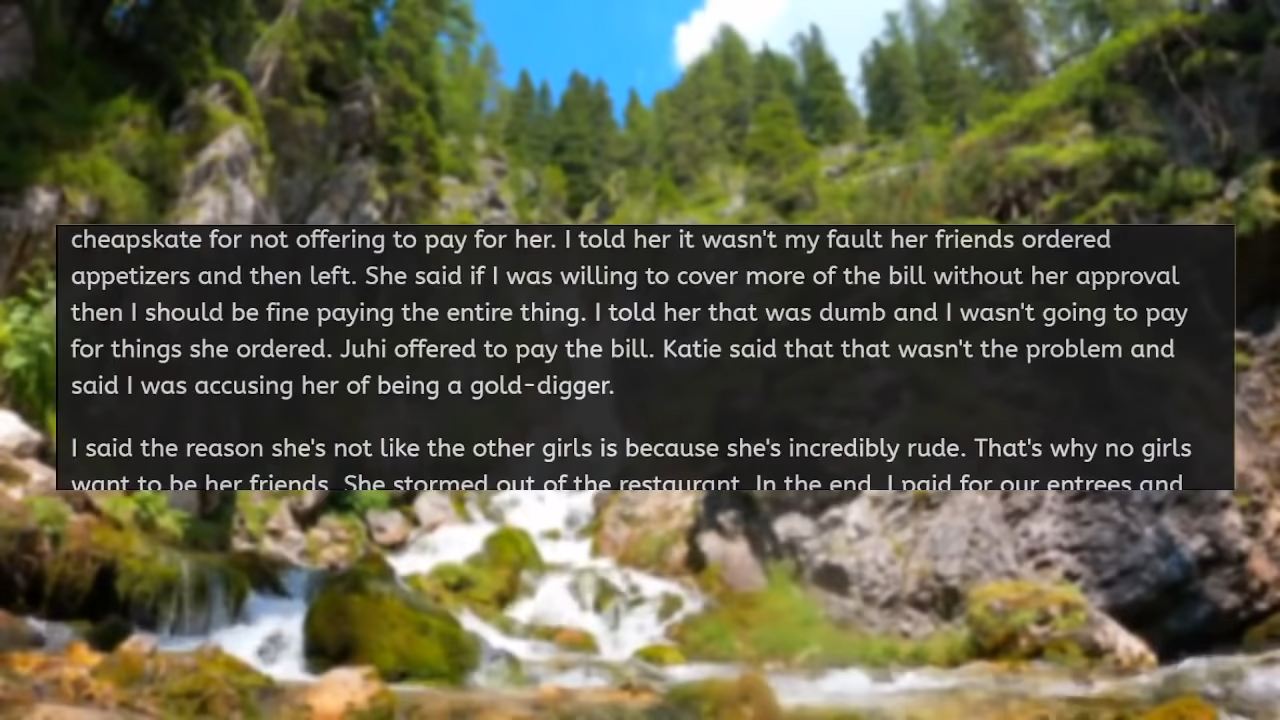 cheapskate for not offering to pay for her. I told her it wasn't my fault her friends ordered
appetizers and then left. She said if I was willing to cover more of the bill without her approval
then I should be fine paying the entire thing. I told her that was dumb and I wasn't going to pay
for things she ordered. Juhi offered to pay the bill. Katie said that that wasn't the problem and
said I was accusing her of being a gold-digger.
I said the reason she's not like the other girls is because she's incredibly rude. That's why no girls
want to be her friends. She stormed out of the restaurant. In the end, I paid for our entrees and